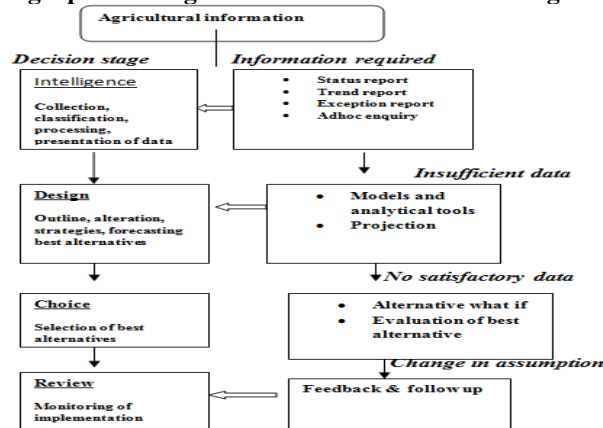 Agricultural information
Decision stage
Information required
Intelligence
Collection,
classification,
processing,
presentation of data
• Status report
• Trend report
• Exception report
• Adhoc enquiry
Insufficient data
Design
Outline, alteration,
strategies, forecasting
best alternatives
• Models and
analytical tools
• Projection
No satisfactory data
Choice
Selection of best
alternatives
• Alternative what if
• Evaluation of best
alternative
Change in assumption
Review
Monitoring of
implementation
Feedback & followup